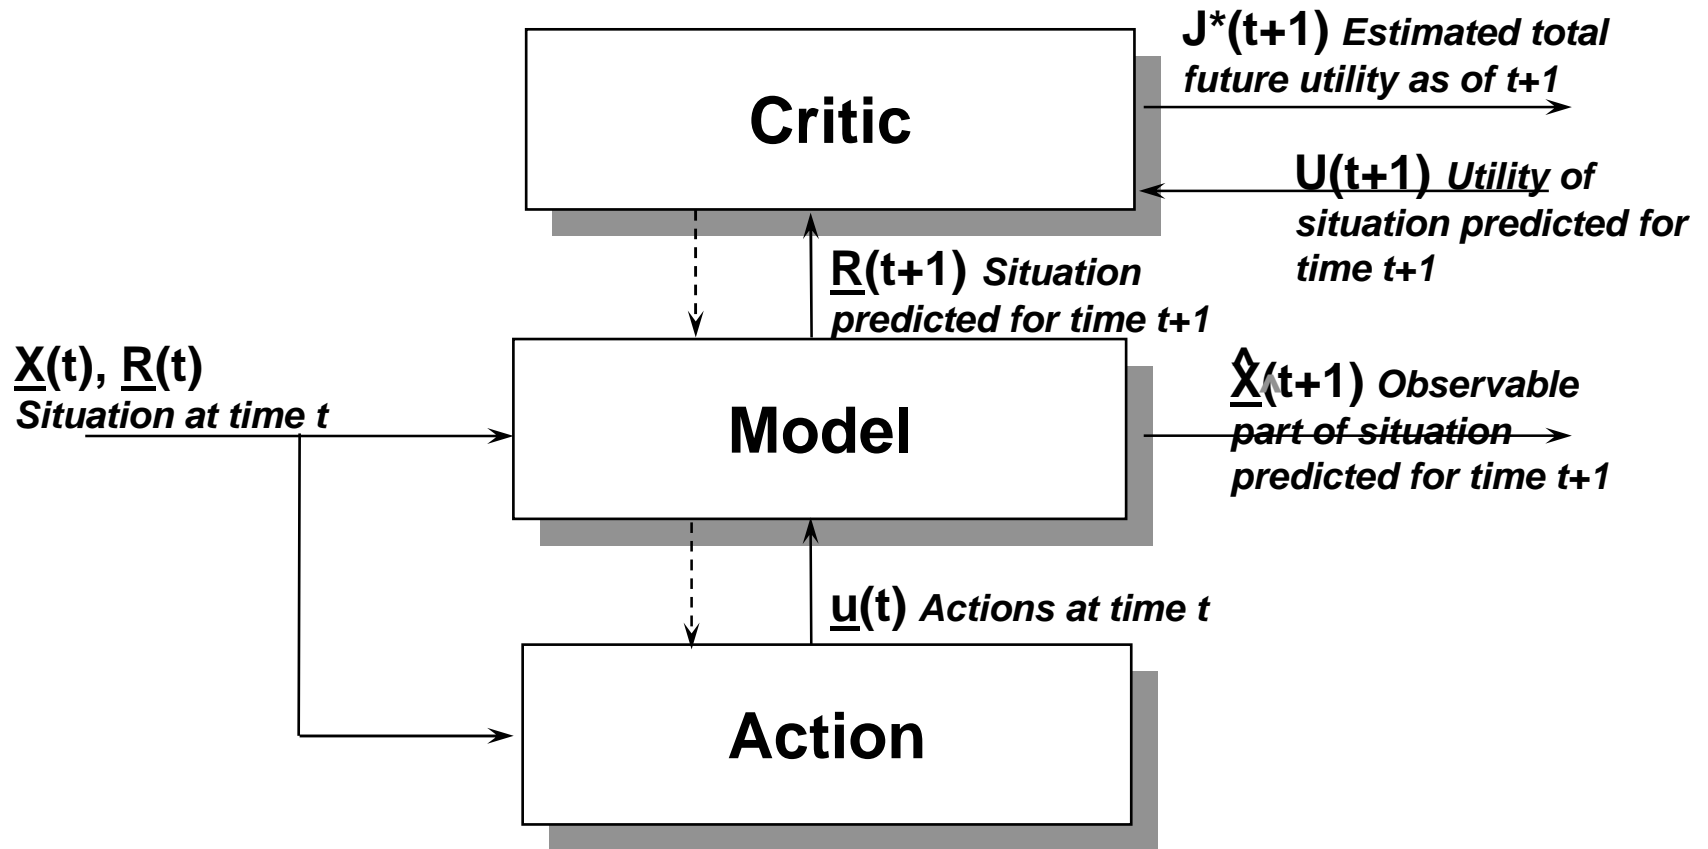 J*(t+1) Estimated total
future utility as of t+1
Critic
U(t+1) Utility of
situation predicted for
time t+1
R(t+1) Situation
predicted for time t+1
X(t), R(t)
Situation at time t
Model
X̂(t+1) Observable
part of situation
predicted for time t+1
u(t) Actions at time t
Action